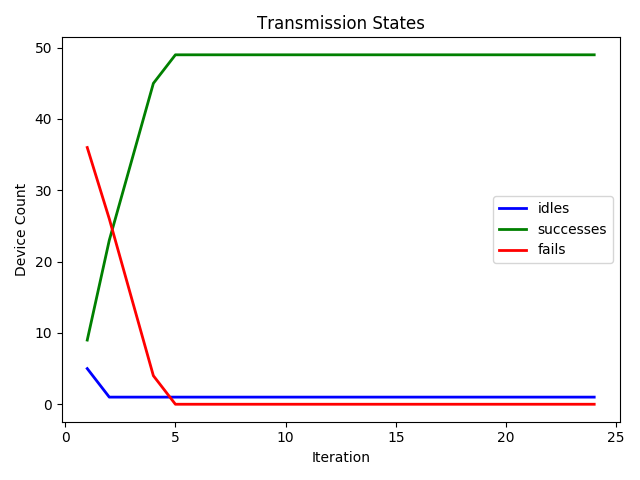 Transmission States
Device Count
50
40
30
20
10
0
idles
successes
fails
0 5 10 15 20 25
Iteration